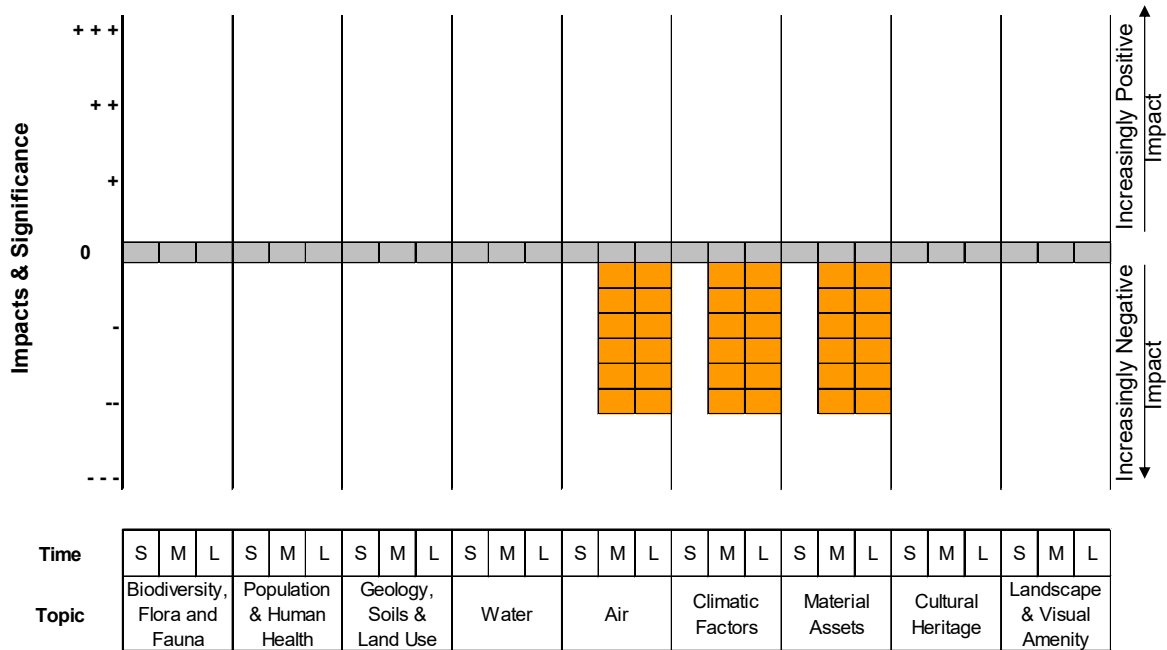 Impacts & Significance
+ + +
+ +
+
0
-
--
- - -
Increasingly Positive
Impact
Increasingly Negative
Impact
Time S M L S M L S M L S M L S M L S M L S M L S M L S M L
Topic
Biodiversity,
Flora and
Fauna
Population
& Human
Health
Geology,
Soils &
Land Use
Water
Air
Climatic
Factors
Material
Assets
Cultural
Heritage
Landscape
& Visual
Amenity